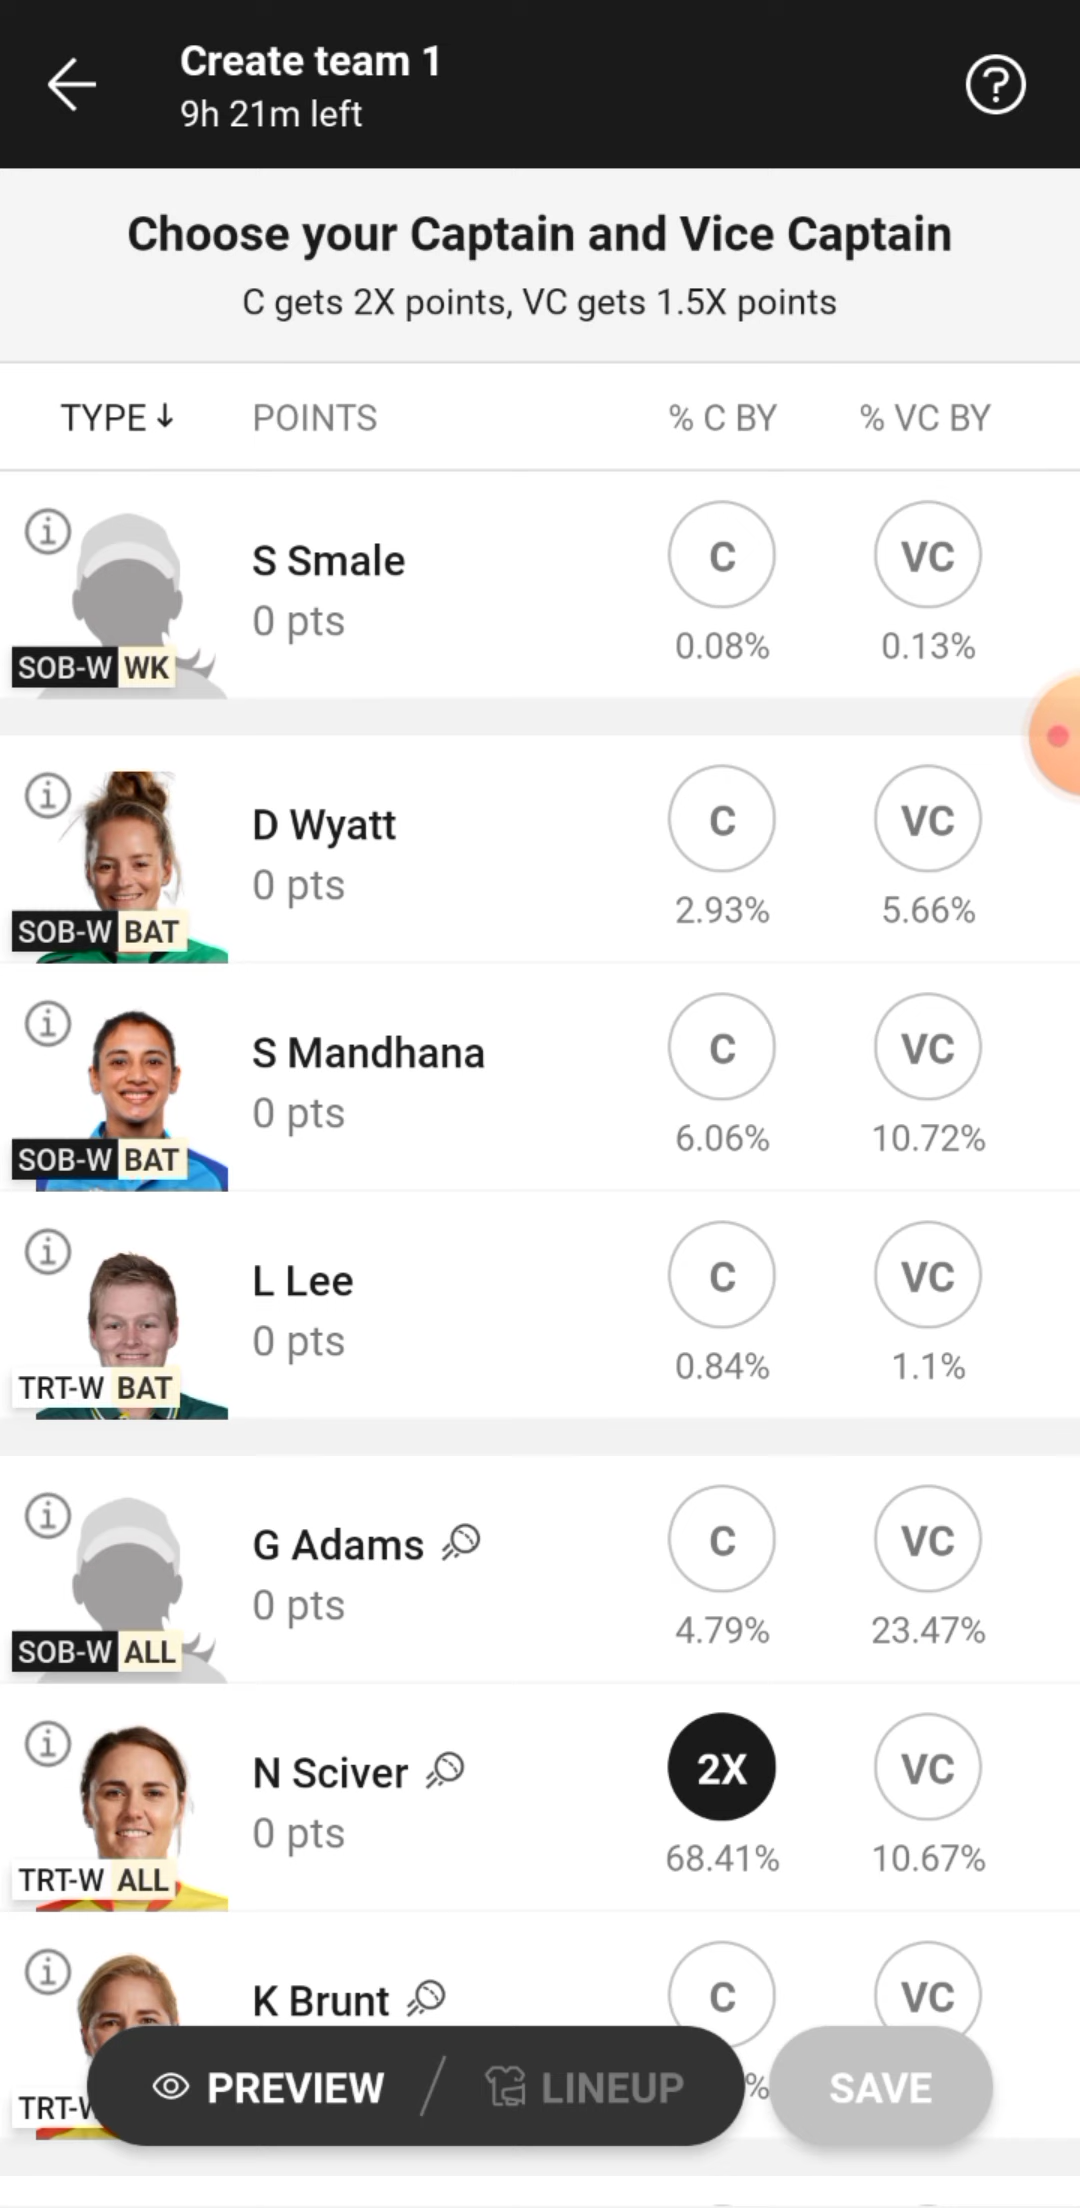 Create team 1
9h 21m left
Choose your Captain and Vice Captain
C gets 2X points, VC gets 1.5X points
TYPE↓ POINTS % C BY % VC BY
S Smale C VC
0 pts 0.08% 0.13%
SOB-W WK
D Wyatt C VC
0 pts 2.93% 5.66%
SOB-W BAT
S Mandhana C VC
0 pts 6.06% 10.72%
SOB-W BAT
L Lee C VC
0 pts 0.84% 1.1%
TRT-W BAT
G Adams C VC
0 pts 4.79% 23.47%
SOB-W ALL
N Sciver 2X VC
0 pts 68.41% 10.67%
TRT-W ALL
K Brunt C VC
PREVIEW / LINEUP % SAVE